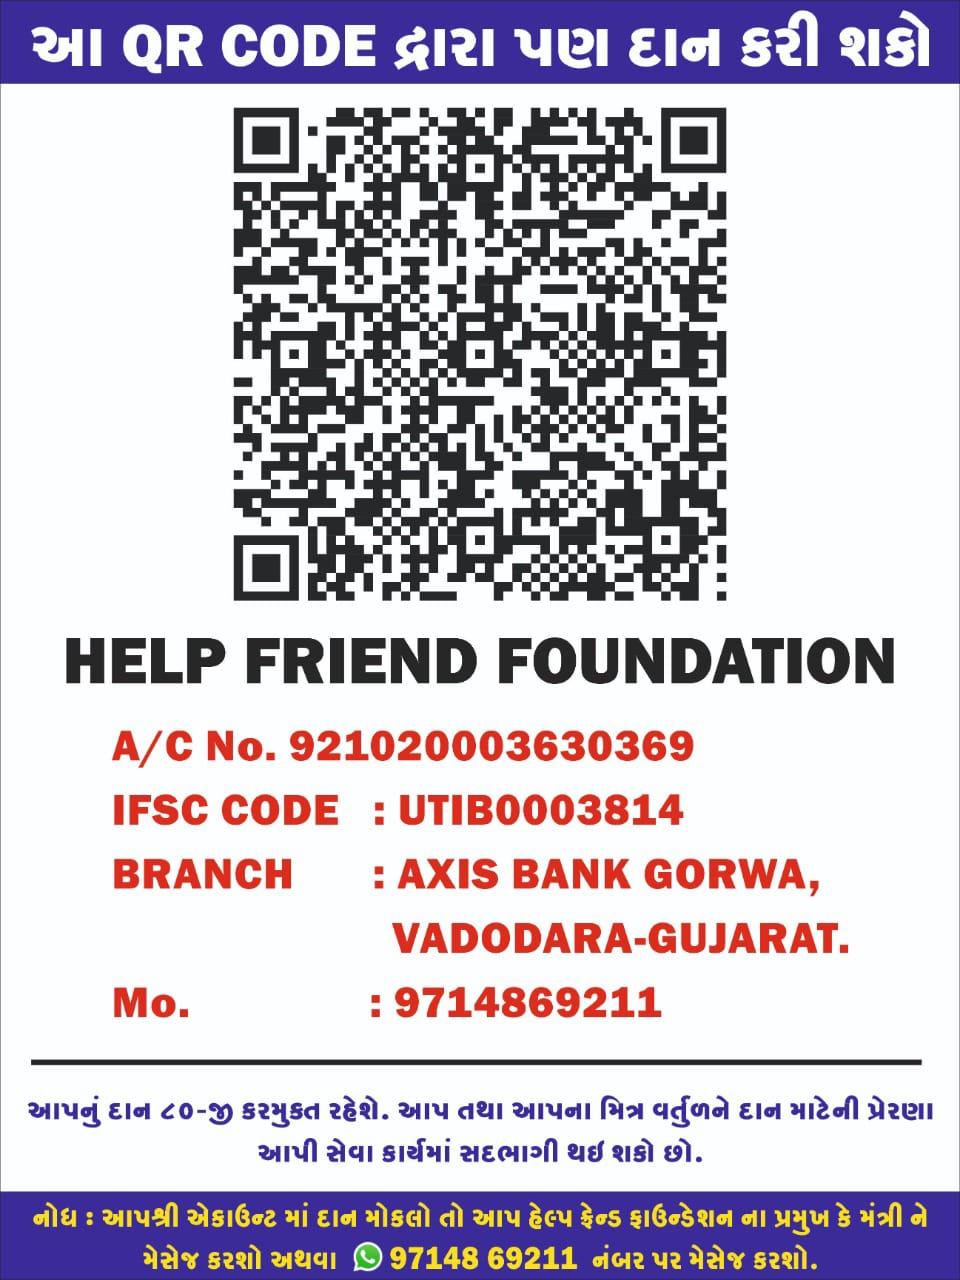 આ QR CODE દ્વારા પણ દાન કરી શકો
HELP FRIEND FOUNDATION
A/C No. 921020003630369
IFSC CODE : UTIB0003814
BRANCH : AXIS BANK GORWA,
VADODARA-GUJARAT.
Mo. : 9714869211
આપનું દાન ૮૦-જી કરમુકત રહેશે. આપ તથા આપના મિત્ર વર્તુળને દાન માટેની પ્રેરણા
આપી સેવા કાર્યમાં સદભાગી થઇ શકો છો.
નોધ : આપશ્રી એકાઉન્ટ માં દાન મોકલો તો આપ હેલ્પ ફ્રેન્ડ ફાઉન્ડેશન ના પ્રમુખ કે મંત્રી ને
મેસેજ કરશો અથવા 97148 69211 નંબર પર મેસેજ કરશો.